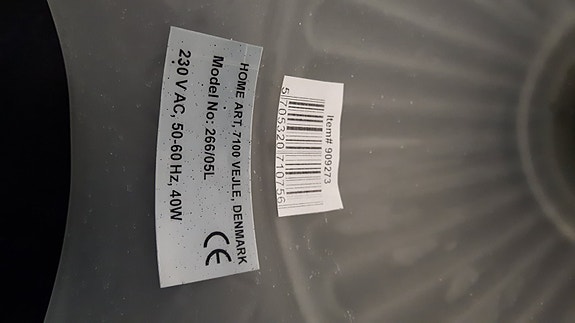 HOME ART, 7100 VEJLE, DENMARK
Model No: 266/05L
230 V AC, 50-60 Hz, 40W
CE
Item# 909273
5 705320 710756